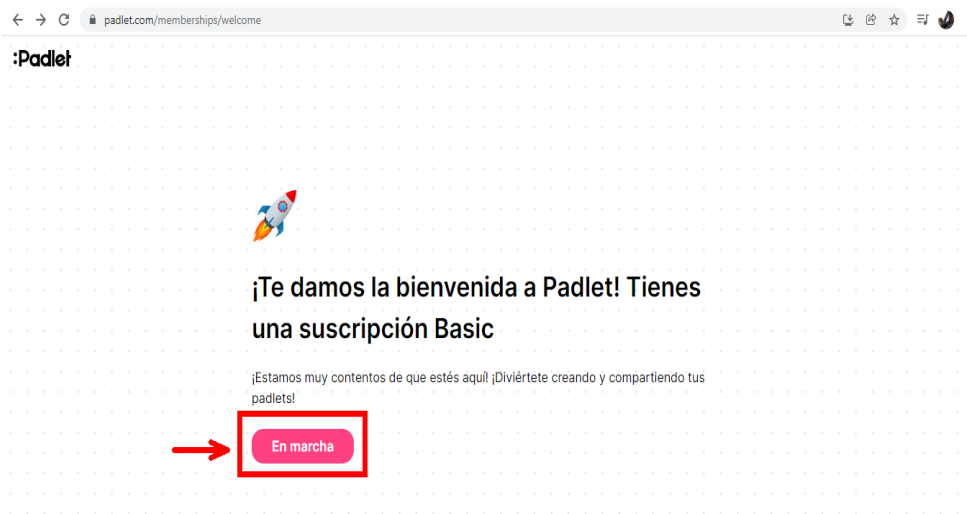 padlet.com/memberships/welcome
:Padlet
¡Te damos la bienvenida a Padlet! Tienes
una suscripción Basic
¡Estamos muy contentos de que estés aquí! ¡Diviértete creando y compartiendo tus
padlets!
En marcha